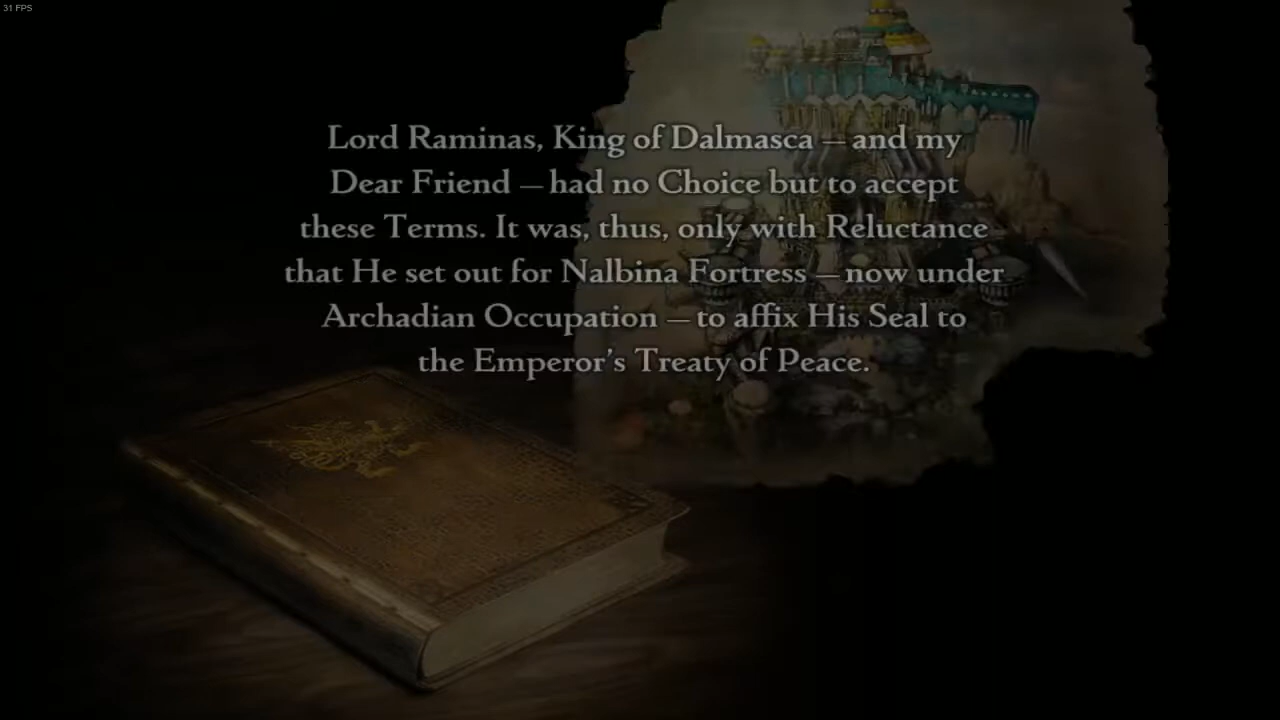 31 FPS
Lord Raminas, King of Dalmasca — and my
Dear Friend — had no Choice but to accept
these Terms. It was, thus, only with Reluctance
that He set out for Nalbina Fortress — now under
Archadian Occupation — to affix His Seal to
the Emperor's Treaty of Peace.